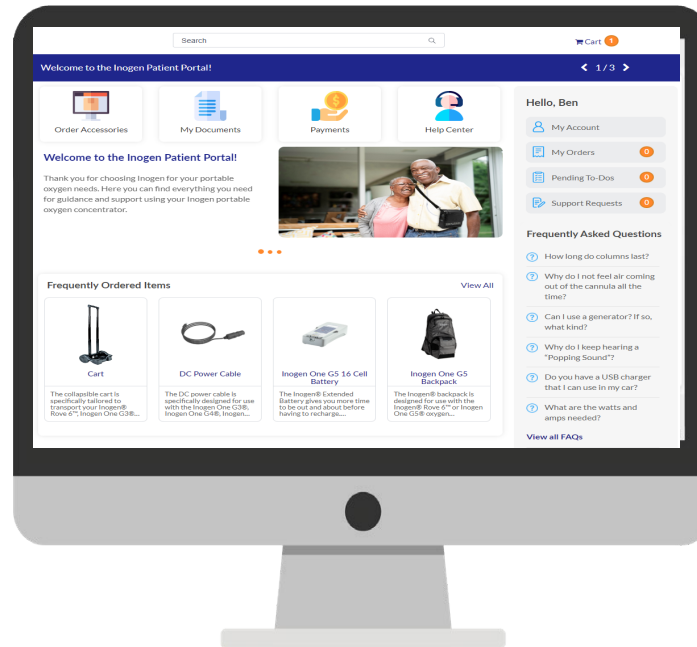 Search
Cart 1
Welcome to the Inogen Patient Portal!
1/3
Order Accessories
My Documents
Payments
Help Center
Welcome to the Inogen Patient Portal!
Thank you for choosing Inogen for your portable
oxygen needs. Here you can find everything you need
for guidance and support using your Inogen portable
oxygen concentrator.
Frequently Ordered Items
View All
Cart
The collapsible cart is
specifically tailored to
transport your Inogen®
Rove 6™, Inogen One G3®...
DC Power Cable
The DC power cable is
specifically designed for use
with the Inogen One G3®,
Inogen One G4®, Inogen...
Inogen One G5 16 Cell
Battery
The Inogen® Extended
Battery gives you more time
to be out and about before
having to recharge....
Inogen One G5
Backpack
The Inogen® backpack is
designed for use with the
Inogen® Rove 6™ or Inogen
One G5® oxygen...
Hello, Ben
My Account
My Orders 0
Pending To-Dos 0
Support Requests 0
Frequently Asked Questions
How long do columns last?
Why do I not feel air coming
out of the cannula all the
time?
Can I use a generator? If so,
what kind?
Why do I keep hearing a
"Popping Sound"?
Do you have a USB charger
that I can use in my car?
What are the watts and
amps needed?
View all FAQs